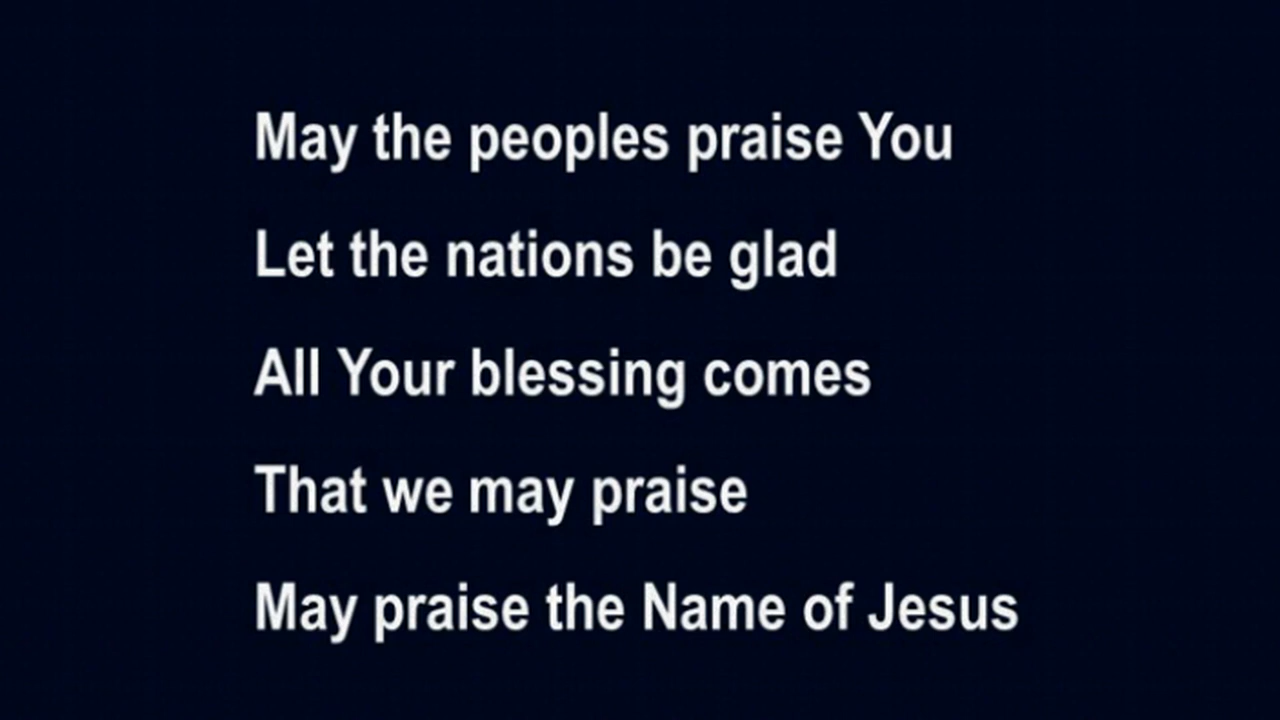 May the peoples praise You
Let the nations be glad
All Your blessing comes
That we may praise
May praise the Name of Jesus